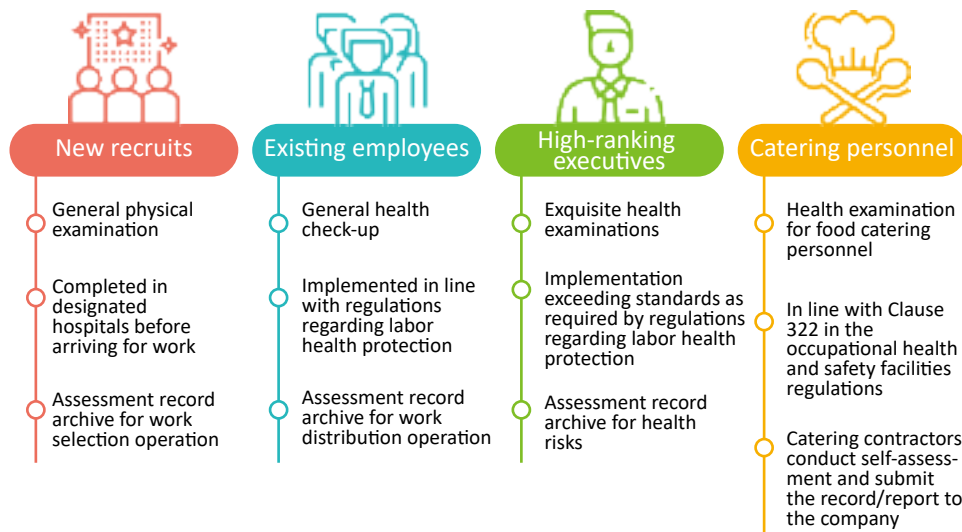 New recruits
General physical
examination
Completed in
designated
hospitals before
arriving for work
Assessment record
archive for work
selection operation
Existing employees
General health
check-up
Implemented in line
with regulations
regarding labor
health protection
Assessment record
archive for work
distribution operation
High-ranking
executives
Exquisite health
examinations
Implementation
exceeding standards as
required by regulations
regarding labor health
protection
Assessment record
archive for health
risks
Catering personnel
Health examination
for food catering
personnel
In line with Clause
322 in the
occupational health
and safety facilities
regulations
Catering contractors
conduct self-assess-
ment and submit
the record/report to
the company